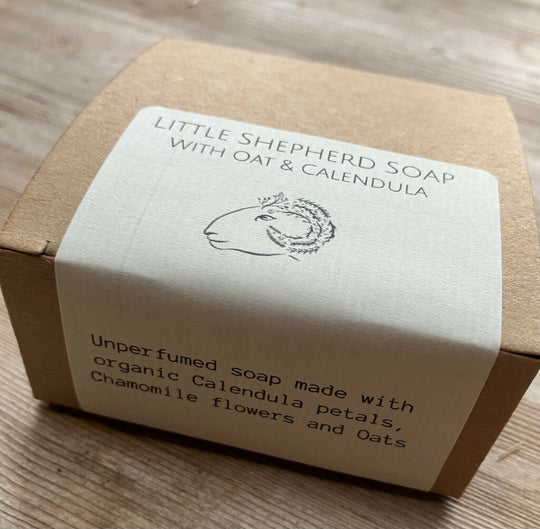 LITTLE SHEPHERD SOAP
WITH OAT & CALENDULA
Unperfumed soap made with
organic Calendula petals,
Chamomile flowers and Oats